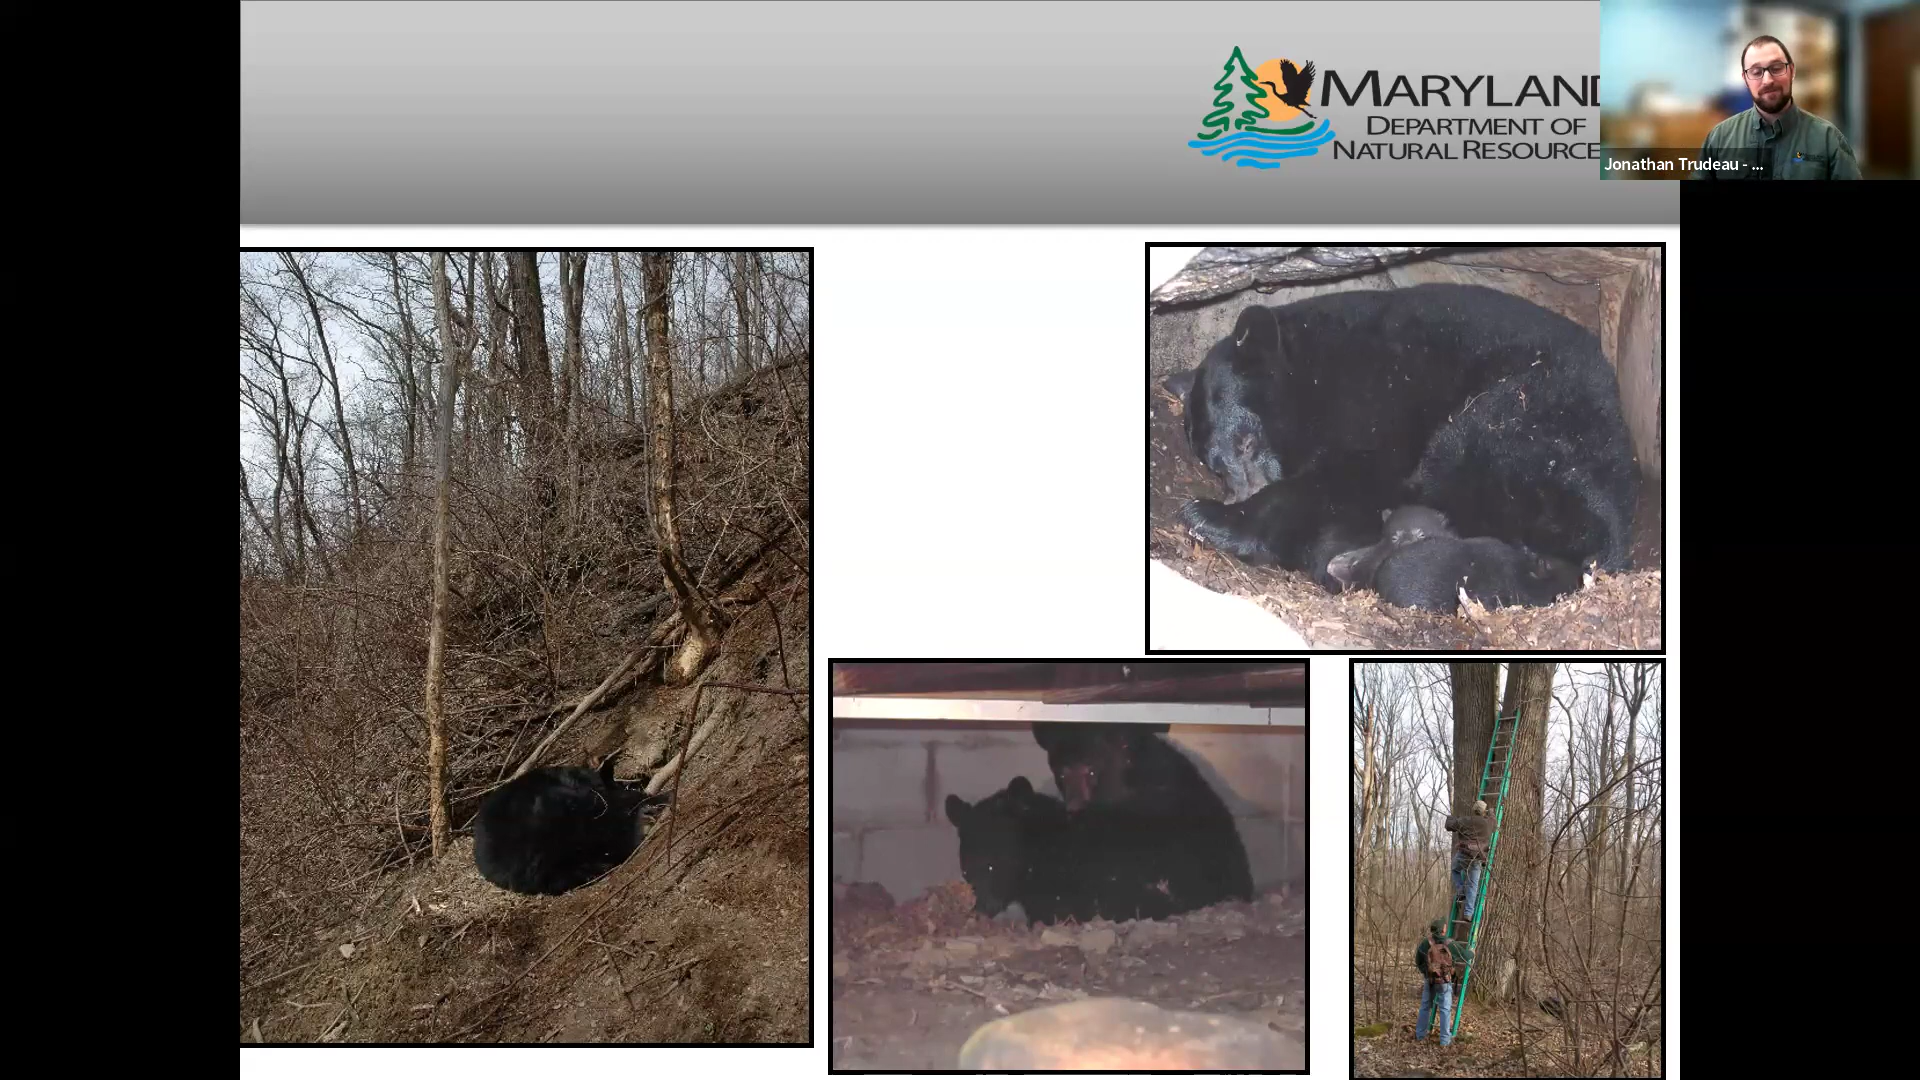 MARYLAND
DEPARTMENT OF
NATURAL RESOURCE
Jonathan Trudeau - ...